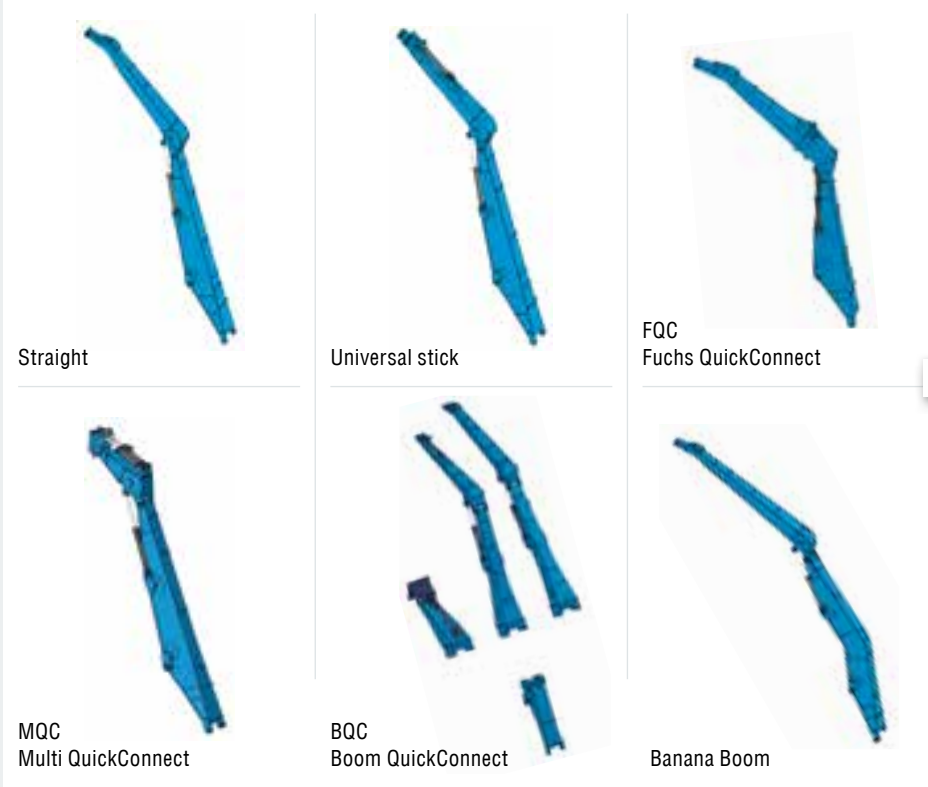 Straight
Universal stick
FQC
Fuchs QuickConnect
MQC
Multi QuickConnect
BQC
Boom QuickConnect
Banana Boom